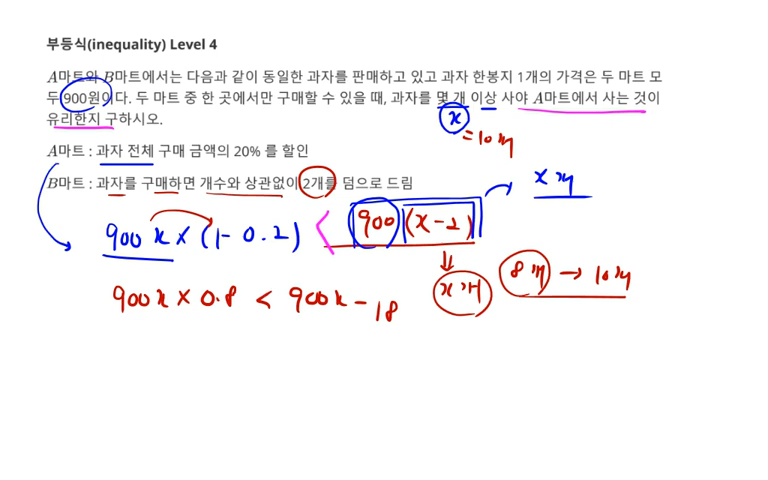 부등식(inequality) Level 4
A마트와 B마트에서는 다음과 같이 동일한 과자를 판매하고 있고 과자 한봉지 1개의 가격은 두 마트 모
두 900원이다. 두 마트 중 한 곳에서만 구매할 수 있을 때, 과자를 몇 개 이상 사야 A마트에서 사는 것이
유리한지 구하시오.
x
=10개
A마트 : 과자 전체 구매 금액의 20% 를 할인
B마트 : 과자를 구매하면 개수와 상관없이 2개를 덤으로 드림
x개
900x × (1-0.2) < 900(x-2)
8개 → 10개
x개
900x × 0.8 < 900x - 18